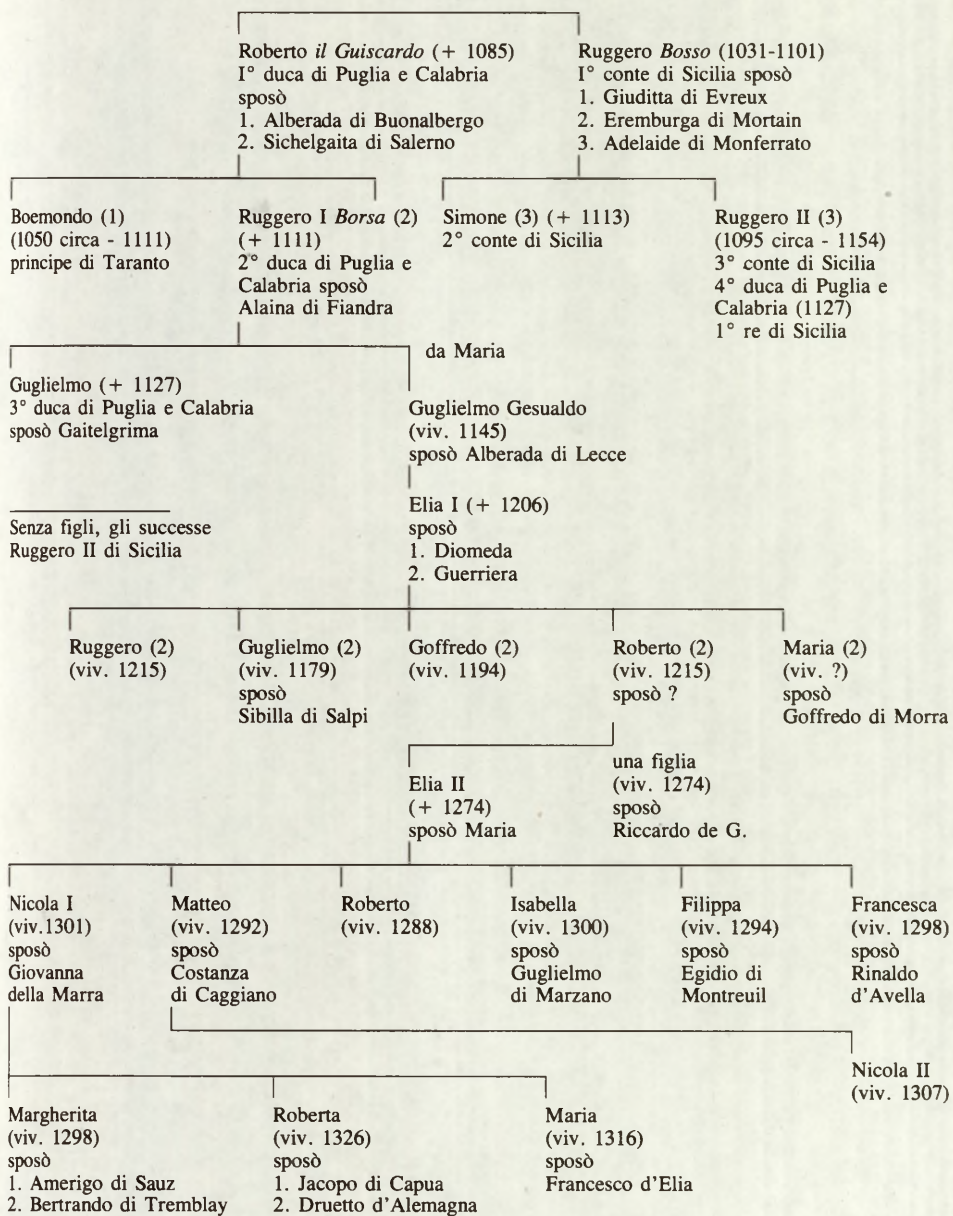 Roberto il Guiscardo (+ 1085)
I° duca di Puglia e Calabria
sposò
1. Alberada di Buonalbergo
2. Sichelgaita di Salerno
Ruggero Bosso (1031-1101)
I° conte di Sicilia sposò
1. Giuditta di Evreux
2. Eremburga di Mortain
3. Adelaide di Monferrato
Boemondo (1)
(1050 circa - 1111)
principe di Taranto
Ruggero I Borsa (2)
(+ 1111)
2° duca di Puglia e
Calabria sposò
Alaina di Fiandra
Simone (3) (+ 1113)
2° conte di Sicilia
Ruggero II (3)
(1095 circa - 1154)
3° conte di Sicilia
4° duca di Puglia e
Calabria (1127)
1° re di Sicilia
Guglielmo (+ 1127)
3° duca di Puglia e Calabria
sposò Gaitelgrima
da Maria
Guglielmo Gesualdo
(viv. 1145)
sposò Alberada di Lecce
Senza figli, gli successe
Ruggero II di Sicilia
Elia I (+ 1206)
sposò
1. Diomeda
2. Guerriera
Ruggero (2)
(viv. 1215)
Guglielmo (2)
(viv. 1179)
sposò
Sibilla di Salpi
Goffredo (2)
(viv. 1194)
Roberto (2)
(viv. 1215)
sposò ?
Maria (2)
(viv. ?)
sposò
Goffredo di Morra
Elia II
(+ 1274)
sposò Maria
una figlia
(viv. 1274)
sposò
Riccardo de G.
Nicola I
(viv.1301)
sposò
Giovanna
della Marra
Matteo
(viv. 1292)
sposò
Costanza
di Caggiano
Roberto
(viv. 1288)
Isabella
(viv. 1300)
sposò
Guglielmo
di Marzano
Filippa
(viv. 1294)
sposò
Egidio di
Montreuil
Francesca
(viv. 1298)
sposò
Rinaldo
d'Avella
Nicola II
(viv. 1307)
Margherita
(viv. 1298)
sposò
1. Amerigo di Sauz
2. Bertrando di Tremblay
Roberta
(viv. 1326)
sposò
1. Jacopo di Capua
2. Druetto d'Alemagna
Maria
(viv. 1316)
sposò
Francesco d'Elia